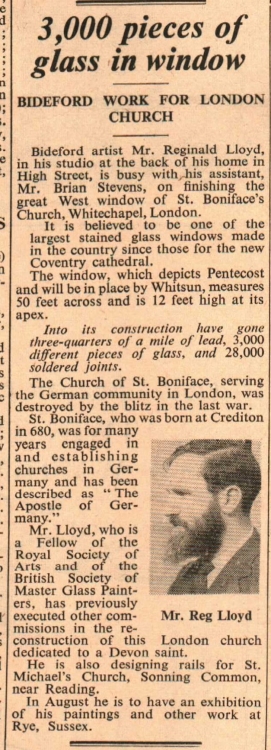 3,000 pieces of
glass in window
BIDEFORD WORK FOR LONDON
CHURCH
Bideford artist Mr. Reginald Lloyd,
in his studio at the back of his home in
High Street, is busy with his assistant,
Mr. Brian Stevens, on finishing the
great West window of St. Boniface's
Church, Whitechapel, London.
It is believed to be one of the
largest stained glass windows made
in the country since those for the new
Coventry cathedral.
The window, which depicts Pentecost
and will be in place by Whitsun, measures
50 feet across and is 12 feet high at its
apex.
Into its construction have gone
three-quarters of a mile of lead, 3,000
different pieces of glass, and 28,000
soldered joints.
The Church of St. Boniface, serving
the German community in London, was
destroyed by the blitz in the last war.
St. Boniface, who was born at Crediton
in 680, was for many
years engaged in
and establishing
churches in Ger-
many and has been
described as "The
Apostle of Ger-
many."
Mr. Lloyd, who is
a Fellow of the
Royal Society of
Arts and of the
British Society of
Master Glass Paint-
ers, has previously
executed other com-
missions in the re-
construction of this London church
dedicated to a Devon saint.
He is also designing rails for St.
Michael's Church, Sonning Common,
near Reading.
In August he is to have an exhibition
of his paintings and other work at
Rye, Sussex.
Mr. Reg Lloyd